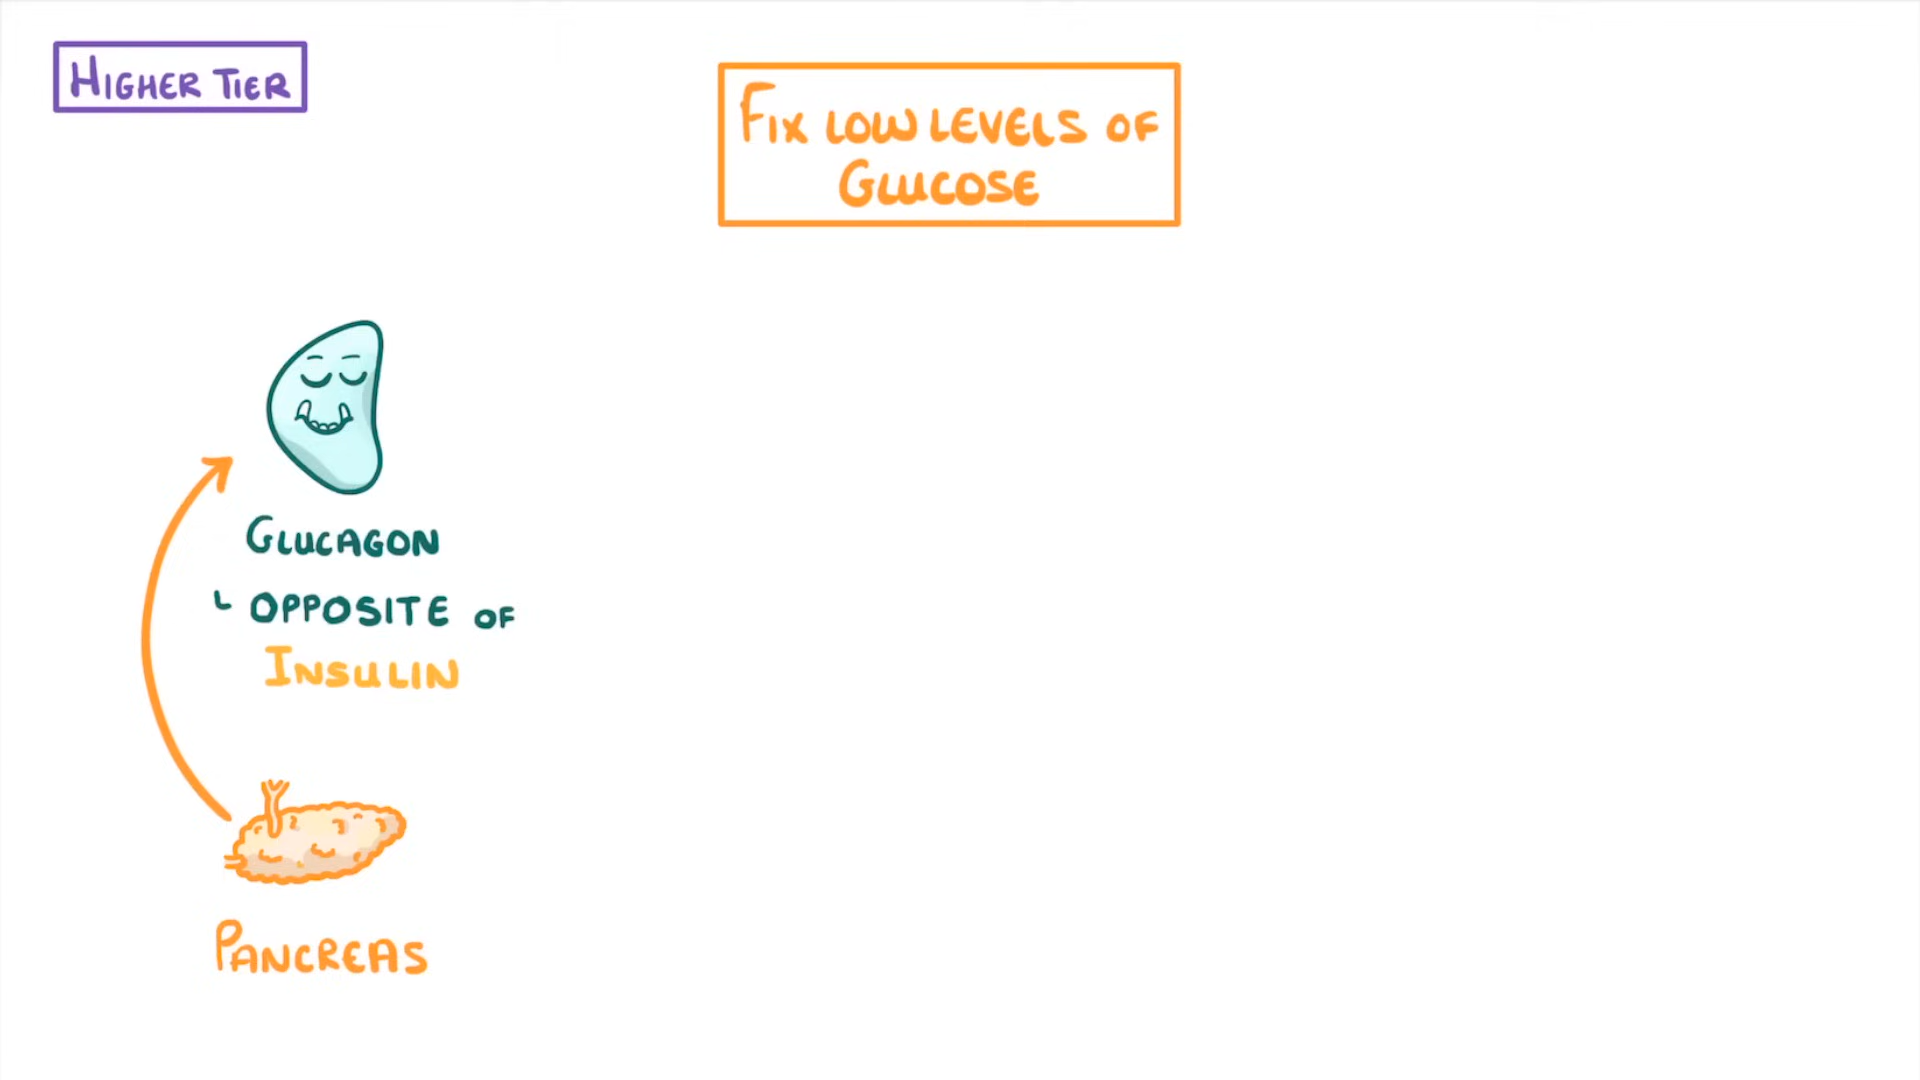 HIGHER TIER
FIX LOW LEVELS OF
GLUCOSE
GLUCAGON
↳ OPPOSITE OF
INSULIN
PANCREAS